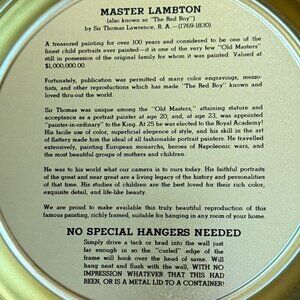 MASTER LAMBTON
(also known as "The Red Boy")
by Sir Thomas Lawrence, R. A.—(1769-1830)
A treasured painting for over 100 years and considered to be one of the
finest child portraits ever painted—it is one of the very few "Old Masters"
still in possession of the original family for whom it was painted. Valued at
$1,000,000.00.
Fortunately, publication was permitted of many color engravings, mezzo-
tints, and other reproductions which has made "The Red Boy" known and
loved thru-out the world.
Sir Thomas was unique among the "Old Masters," attaining stature and
acceptance as a portrait painter at age 20, and, at age 23, was appointed
"painter-in-ordinary" to the King. At 25 he was elected to the Royal Academy!
His facile use of color, superficial elegance of style, and his skill in the art
of flattery made him the ideal of all fashionable portrait painters. He travelled
extensively, painting European monarchs, heroes of Napoleonic wars, and
the most beautiful groups of mothers and children.
He was to his world what our camera is to ours today. His faithful portraits
of the great and near great are a living legacy of the history and personalities
of that time. His studies of children are the best loved for their rich color,
exquisite detail, and life-like beauty.
We are proud to make available this truly beautiful reproduction of this
famous painting, richly framed, suitable for hanging in any room of your home.
NO SPECIAL HANGERS NEEDED
Simply drive a tack or brad into the wall just
far enough in so the "curled" edge of the
frame will hook over the head of same. Will
hang neat and flush with the wall, WITH NO
IMPRESSION WHATEVER THAT THIS HAD
BEEN, OR IS A METAL LID TO A CONTAINER!